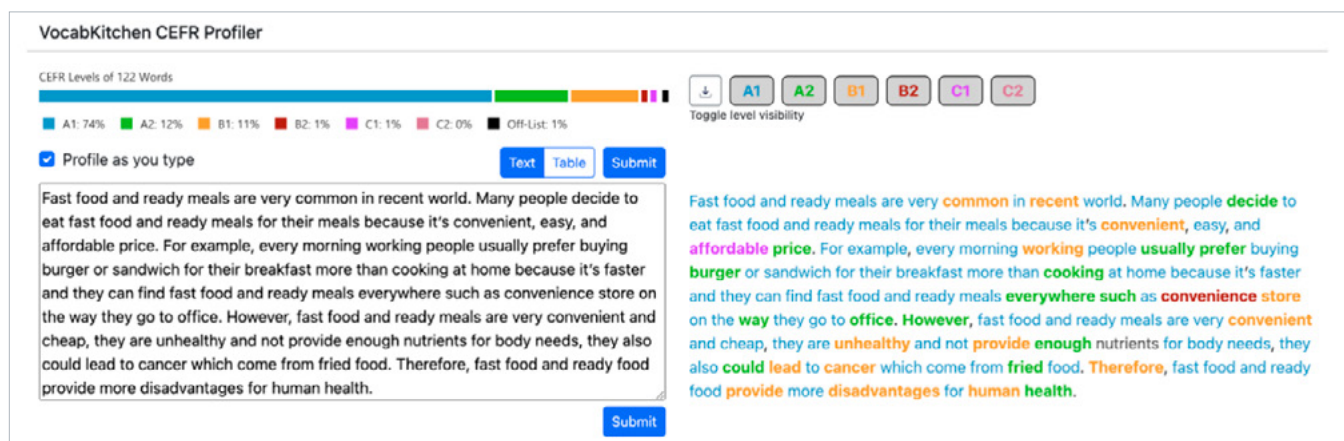 VocabKitchen CEFR Profiler
CEFR Levels of 122 Words
A1: 74% A2: 12% B1: 11% B2: 1% C1: 1% C2: 0% Off-List: 1%
A1 A2 B1 B2 C1 C2
Toggle level visibility
Profile as you type
Text Table Submit
Fast food and ready meals are very common in recent world. Many people decide to
eat fast food and ready meals for their meals because it's convenient, easy, and
affordable price. For example, every morning working people usually prefer buying
burger or sandwich for their breakfast more than cooking at home because it's faster
and they can find fast food and ready meals everywhere such as convenience store on
the way they go to office. However, fast food and ready meals are very convenient and
cheap, they are unhealthy and not provide enough nutrients for body needs, they also
could lead to cancer which come from fried food. Therefore, fast food and ready food
provide more disadvantages for human health.
Submit
Fast food and ready meals are very common in recent world. Many people decide to
eat fast food and ready meals for their meals because it's convenient, easy, and
affordable price. For example, every morning working people usually prefer buying
burger or sandwich for their breakfast more than cooking at home because it's faster
and they can find fast food and ready meals everywhere such as convenience store
on the way they go to office. However, fast food and ready meals are very convenient
and cheap, they are unhealthy and not provide enough nutrients for body needs, they
also could lead to cancer which come from fried food. Therefore, fast food and ready
food provide more disadvantages for human health.